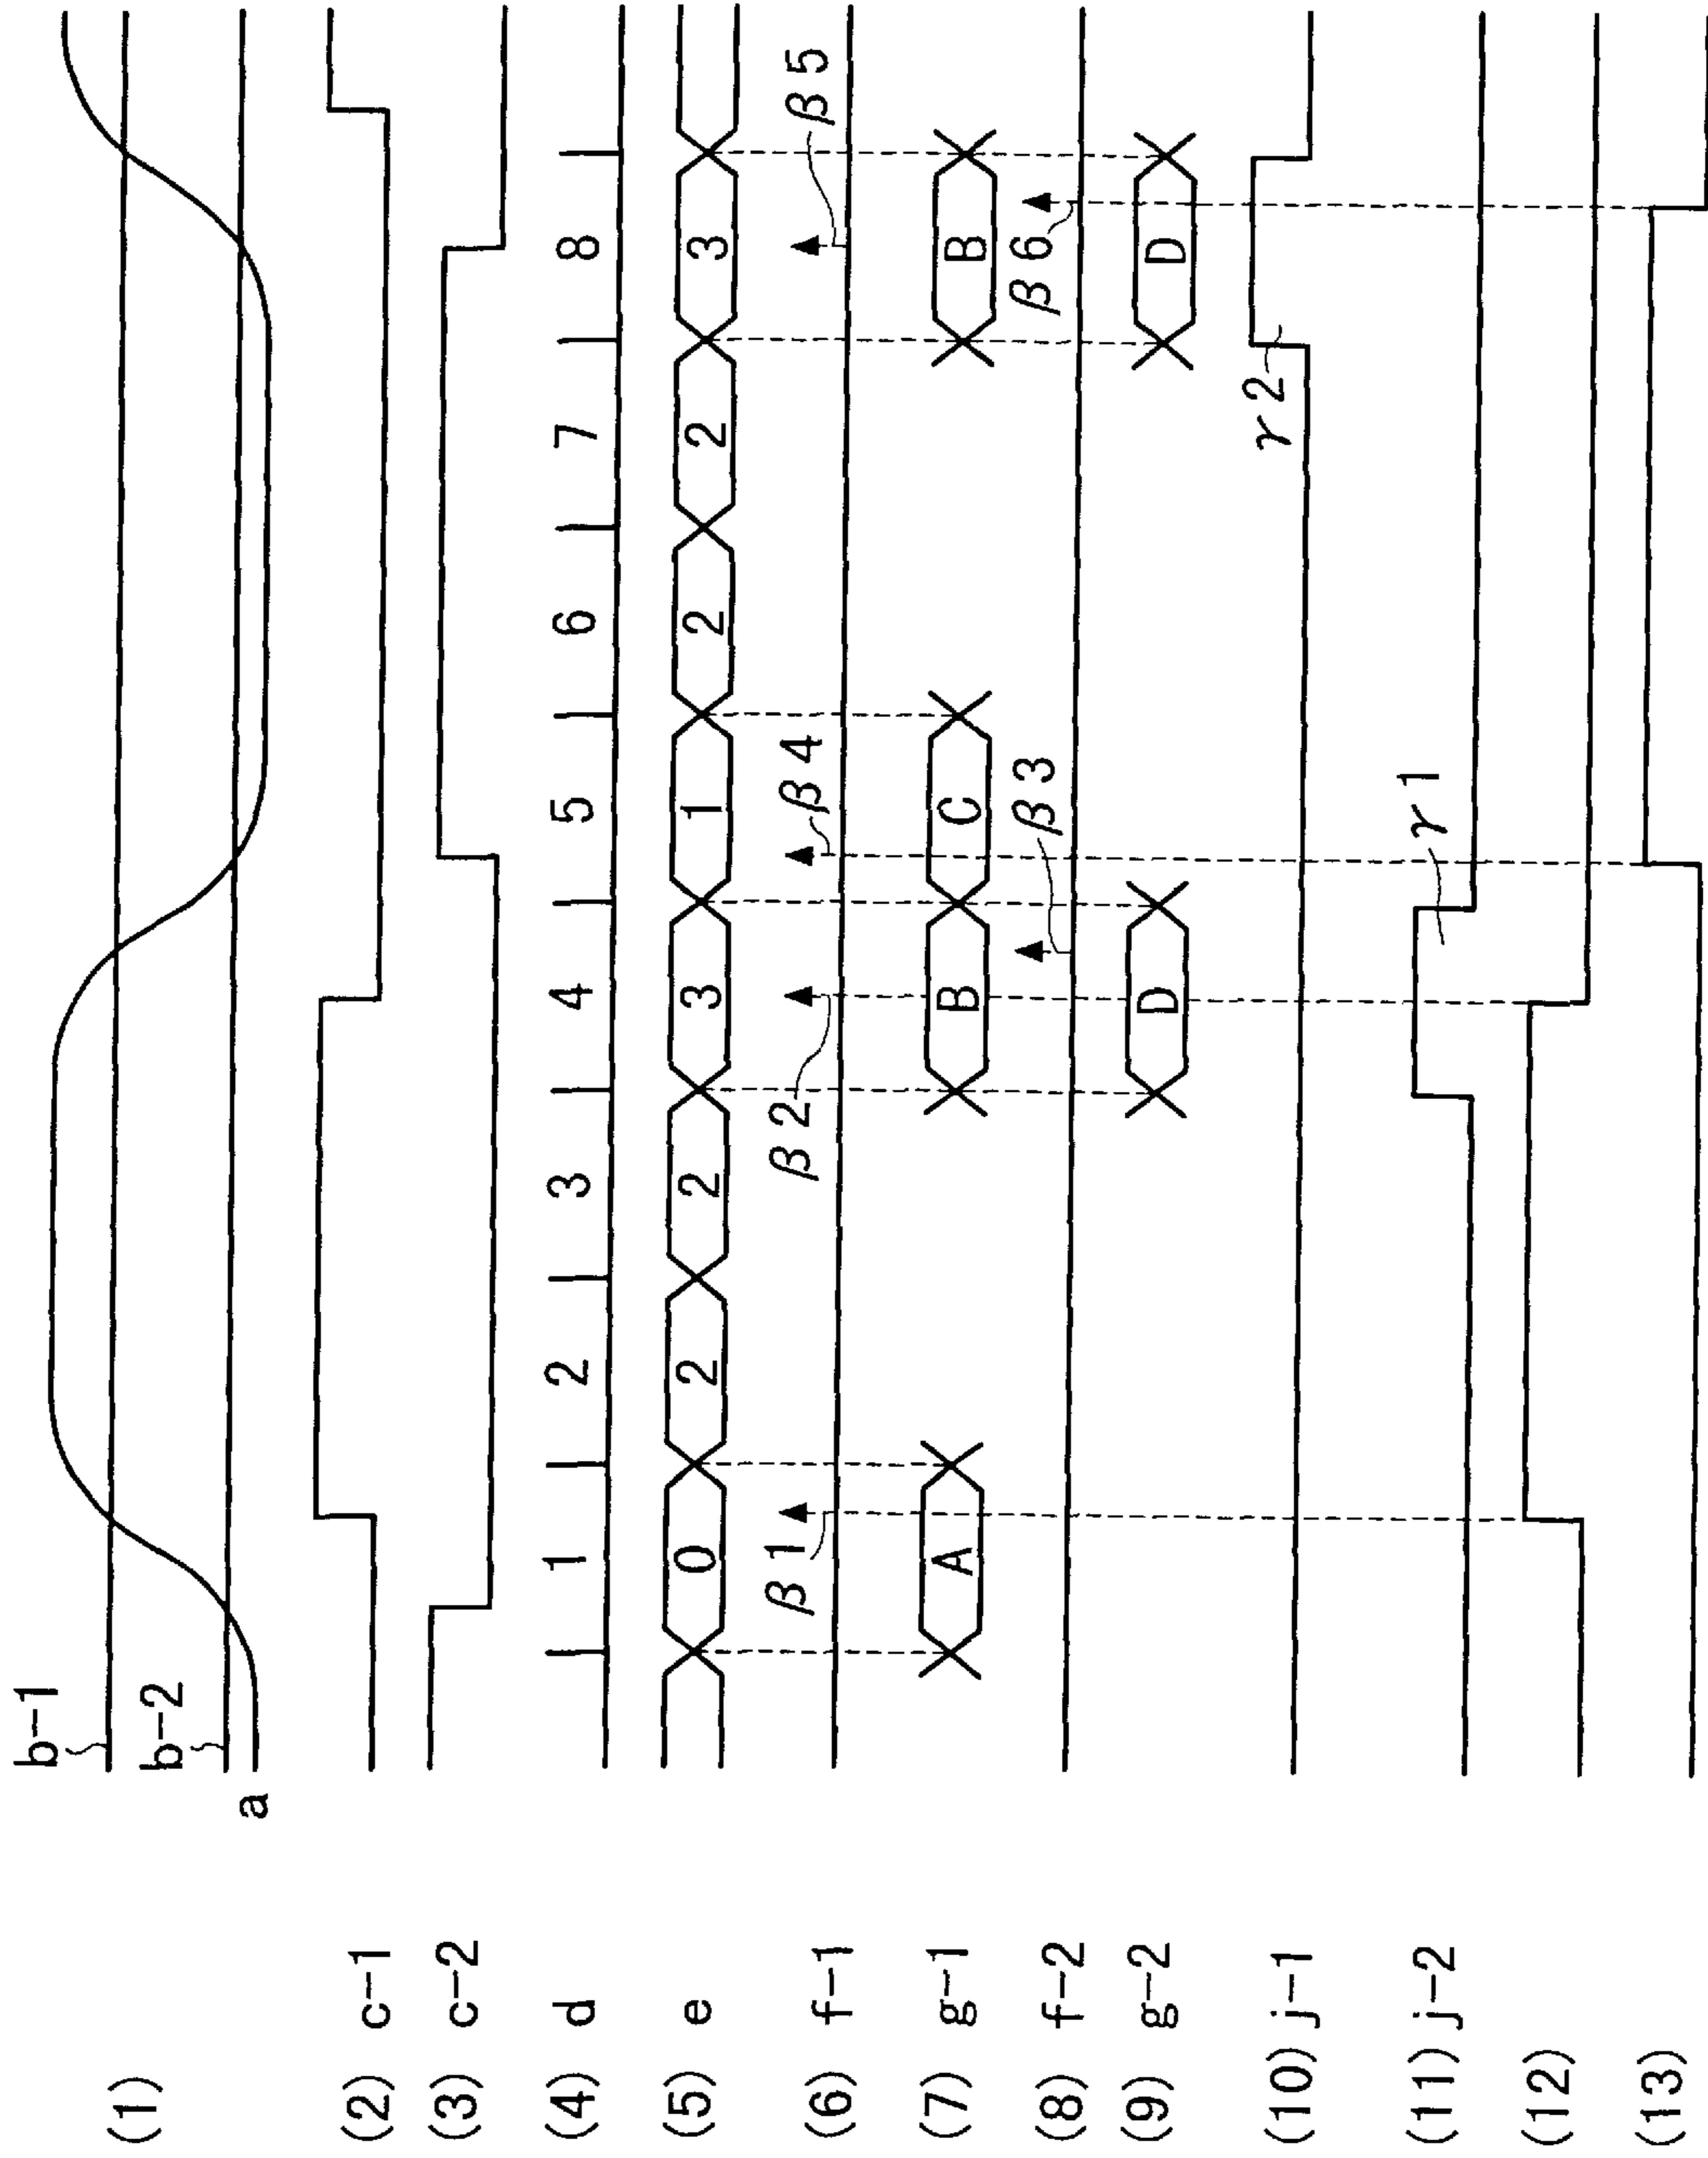 (1)
b-1
b-2
a
(2) c-1
(3) c-2
(4) d 1 2 3 4 5 6 7 8
(5) e 0 2 2 3 1 2 2 3
(6) f-1 β1 β2 β4 β5
(7) g-1 A B C B
(8) f-2 β3 β6
(9) g-2 D D
(10) j-1 γ2
(11) j-2 γ1
(12)
(13)